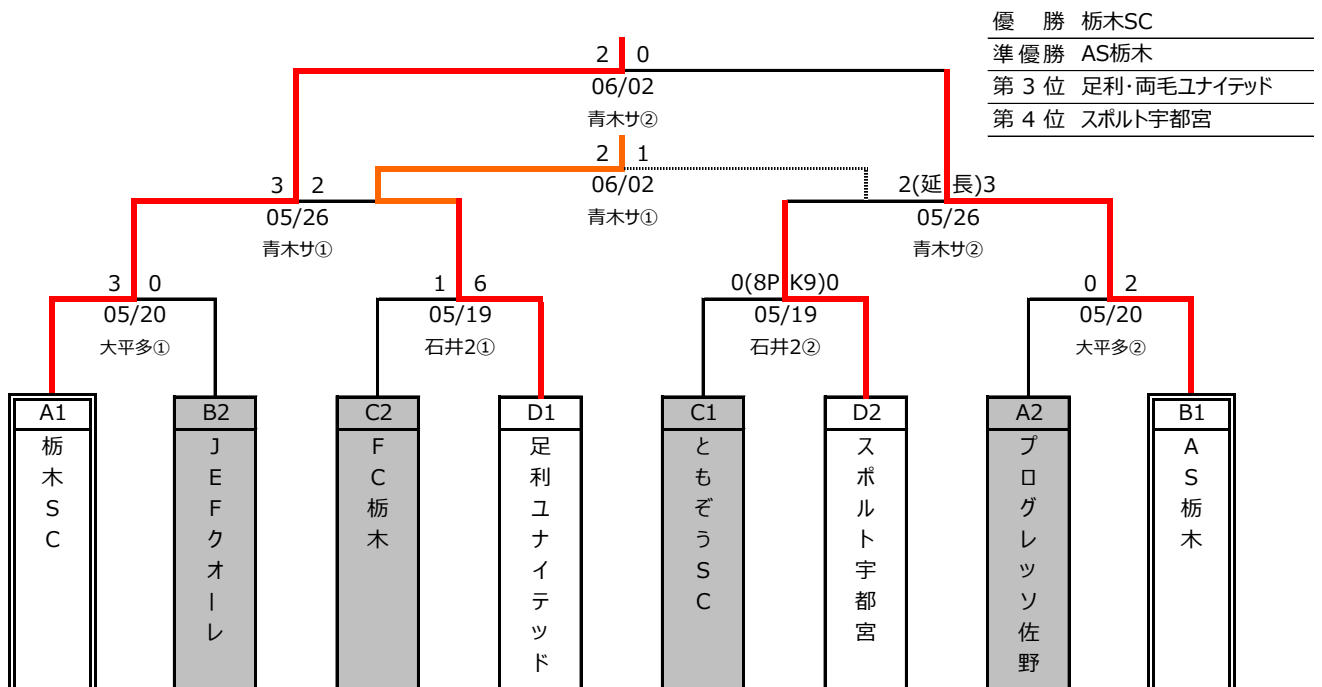 優　勝 栃木SC
準優勝 AS栃木
第３位 足利・両毛ユナイテッド
第４位 スポルト宇都宮
2 0
06/02
青木サ②
2 1
06/02
青木サ①
3 2
05/26
青木サ①
2(延 長)3
05/26
青木サ②
3 0
05/20
大平多①
1 6
05/19
石井2①
0(8P K9)0
05/19
石井2②
0 2
05/20
大平多②
A1
栃木SC
B2
JEFクオーレ
C2
FC栃木
D1
足利ユナイテッド
C1
ともぞうSC
D2
スポルト宇都宮
A2
プログレッソ佐野
B1
AS栃木